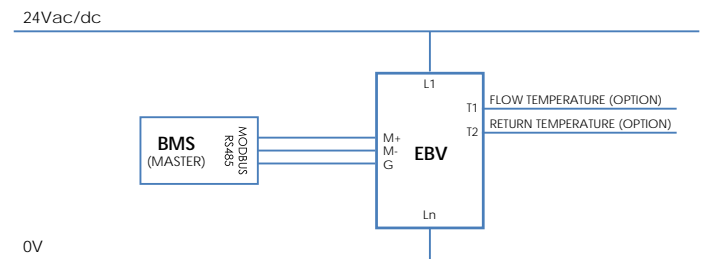 24Vac/dc
L1
T1 FLOW TEMPERATURE (OPTION)
T2 RETURN TEMPERATURE (OPTION)
BMS
(MASTER)
MODBUS
RS485
M+
M-
G
EBV
Ln
0V